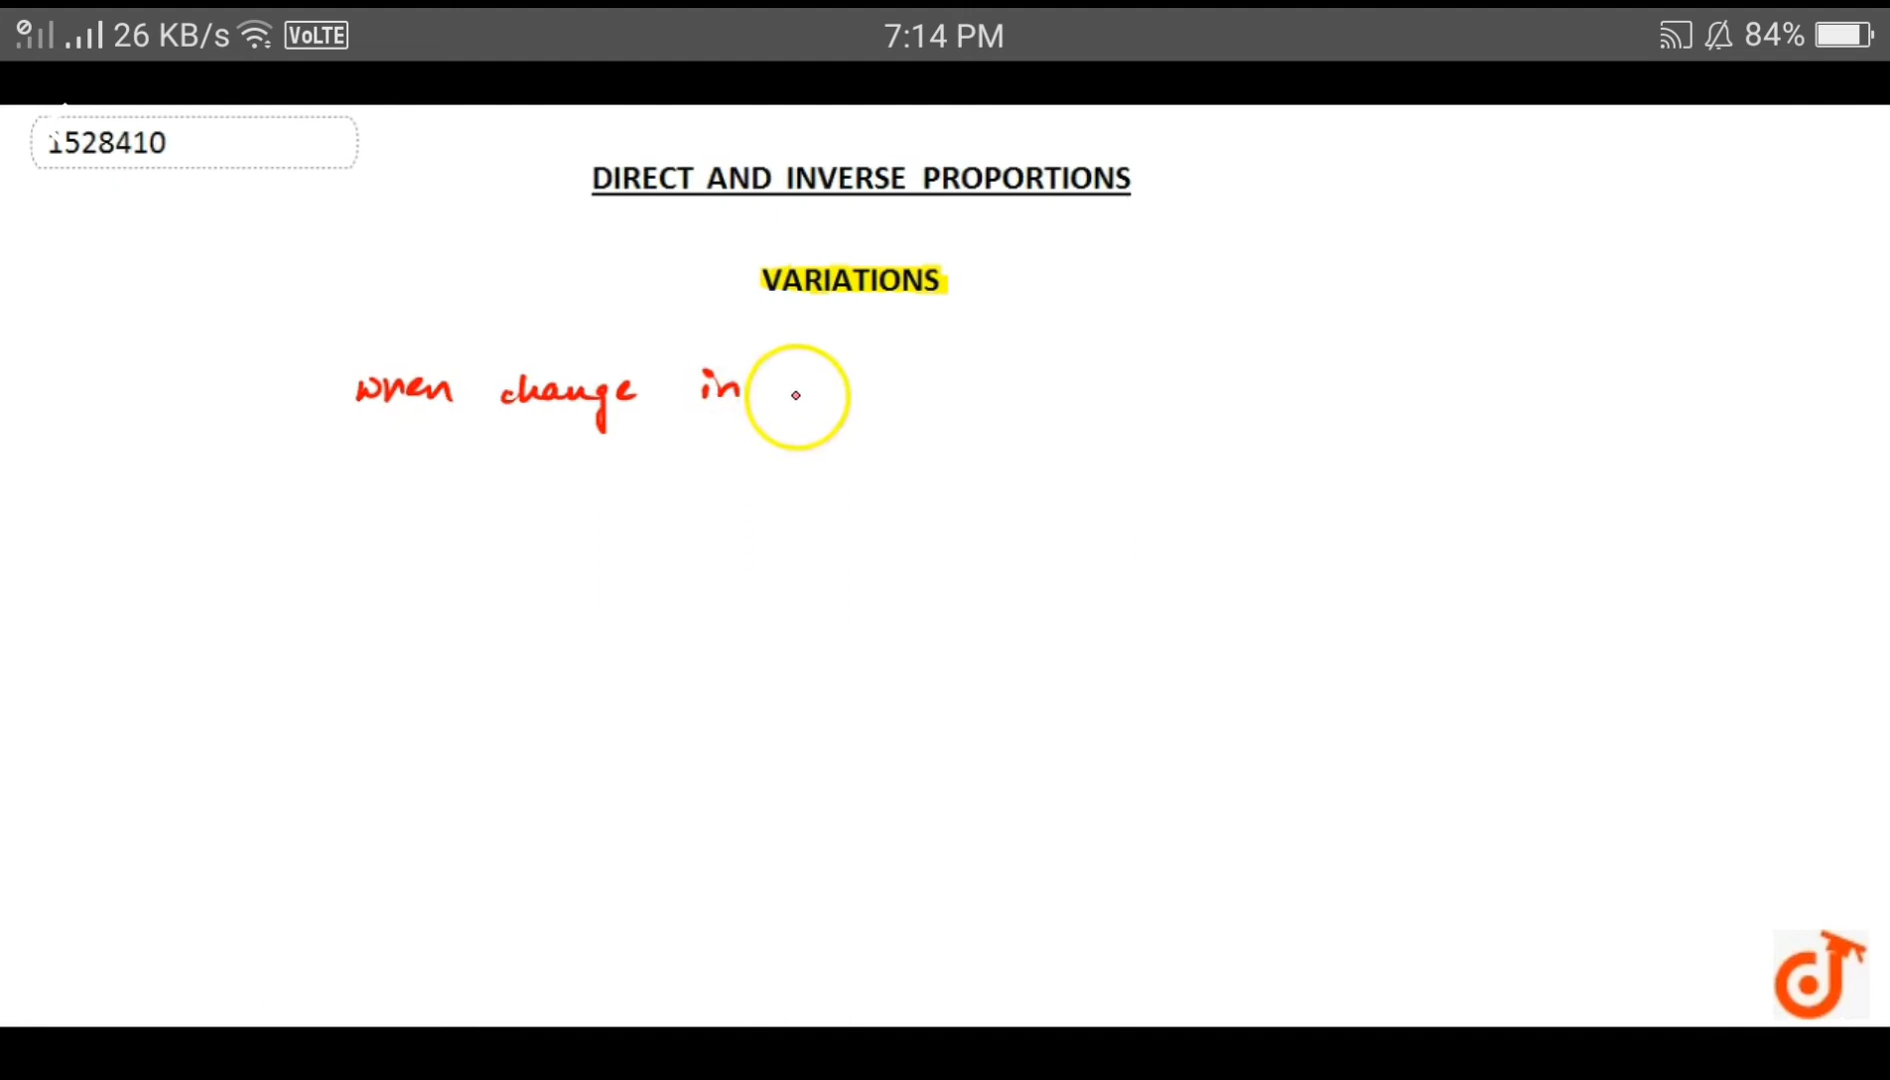 26 KB/s VoLTE 7:14 PM 84%
1528410
DIRECT AND INVERSE PROPORTIONS
VARIATIONS
when change in